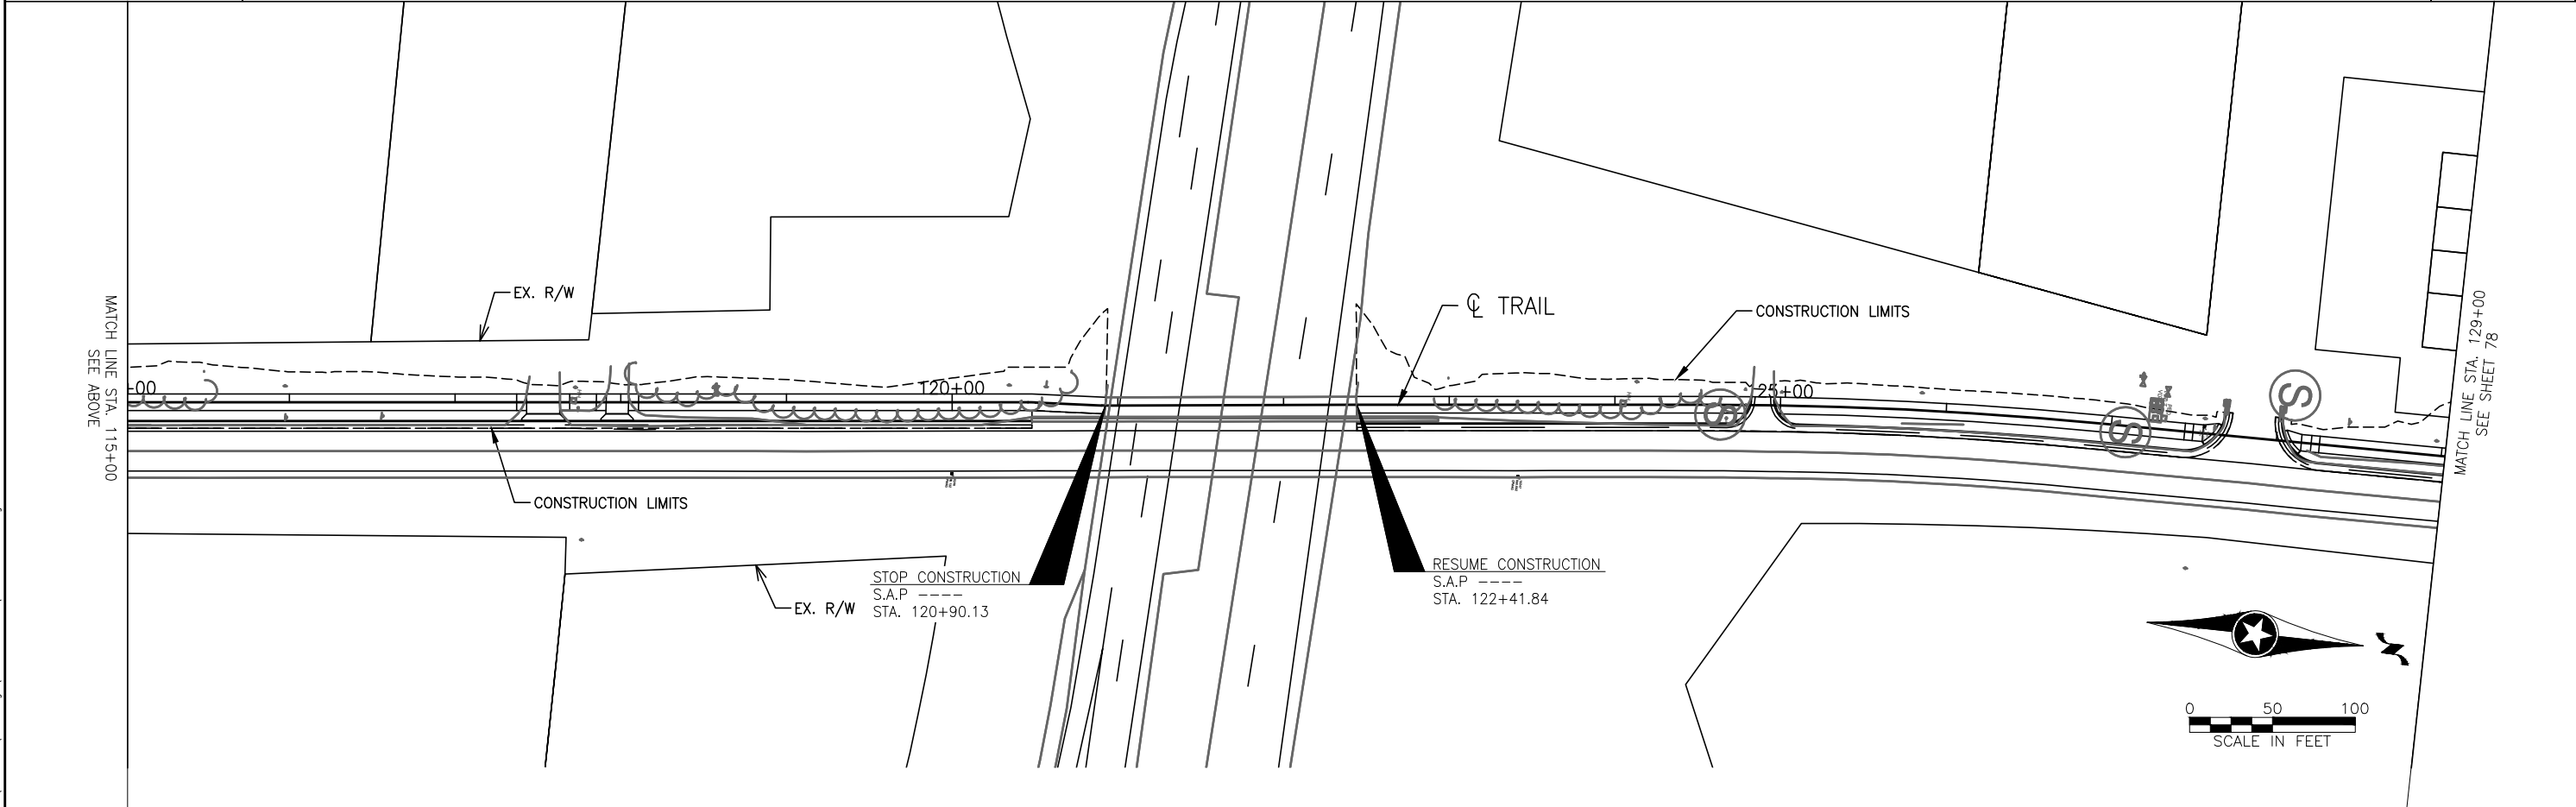 MATCH LINE STA. 115+00
SEE ABOVE
EX. R/W
+00
120+00
CONSTRUCTION LIMITS
EX. R/W
STOP CONSTRUCTION
S.A.P ----
STA. 120+90.13
℄ TRAIL
CONSTRUCTION LIMITS
25+00
S
S
RESUME CONSTRUCTION
S.A.P ----
STA. 122+41.84
MATCH LINE STA. 129+00
SEE SHEET 78
N
0 50 100
SCALE IN FEET